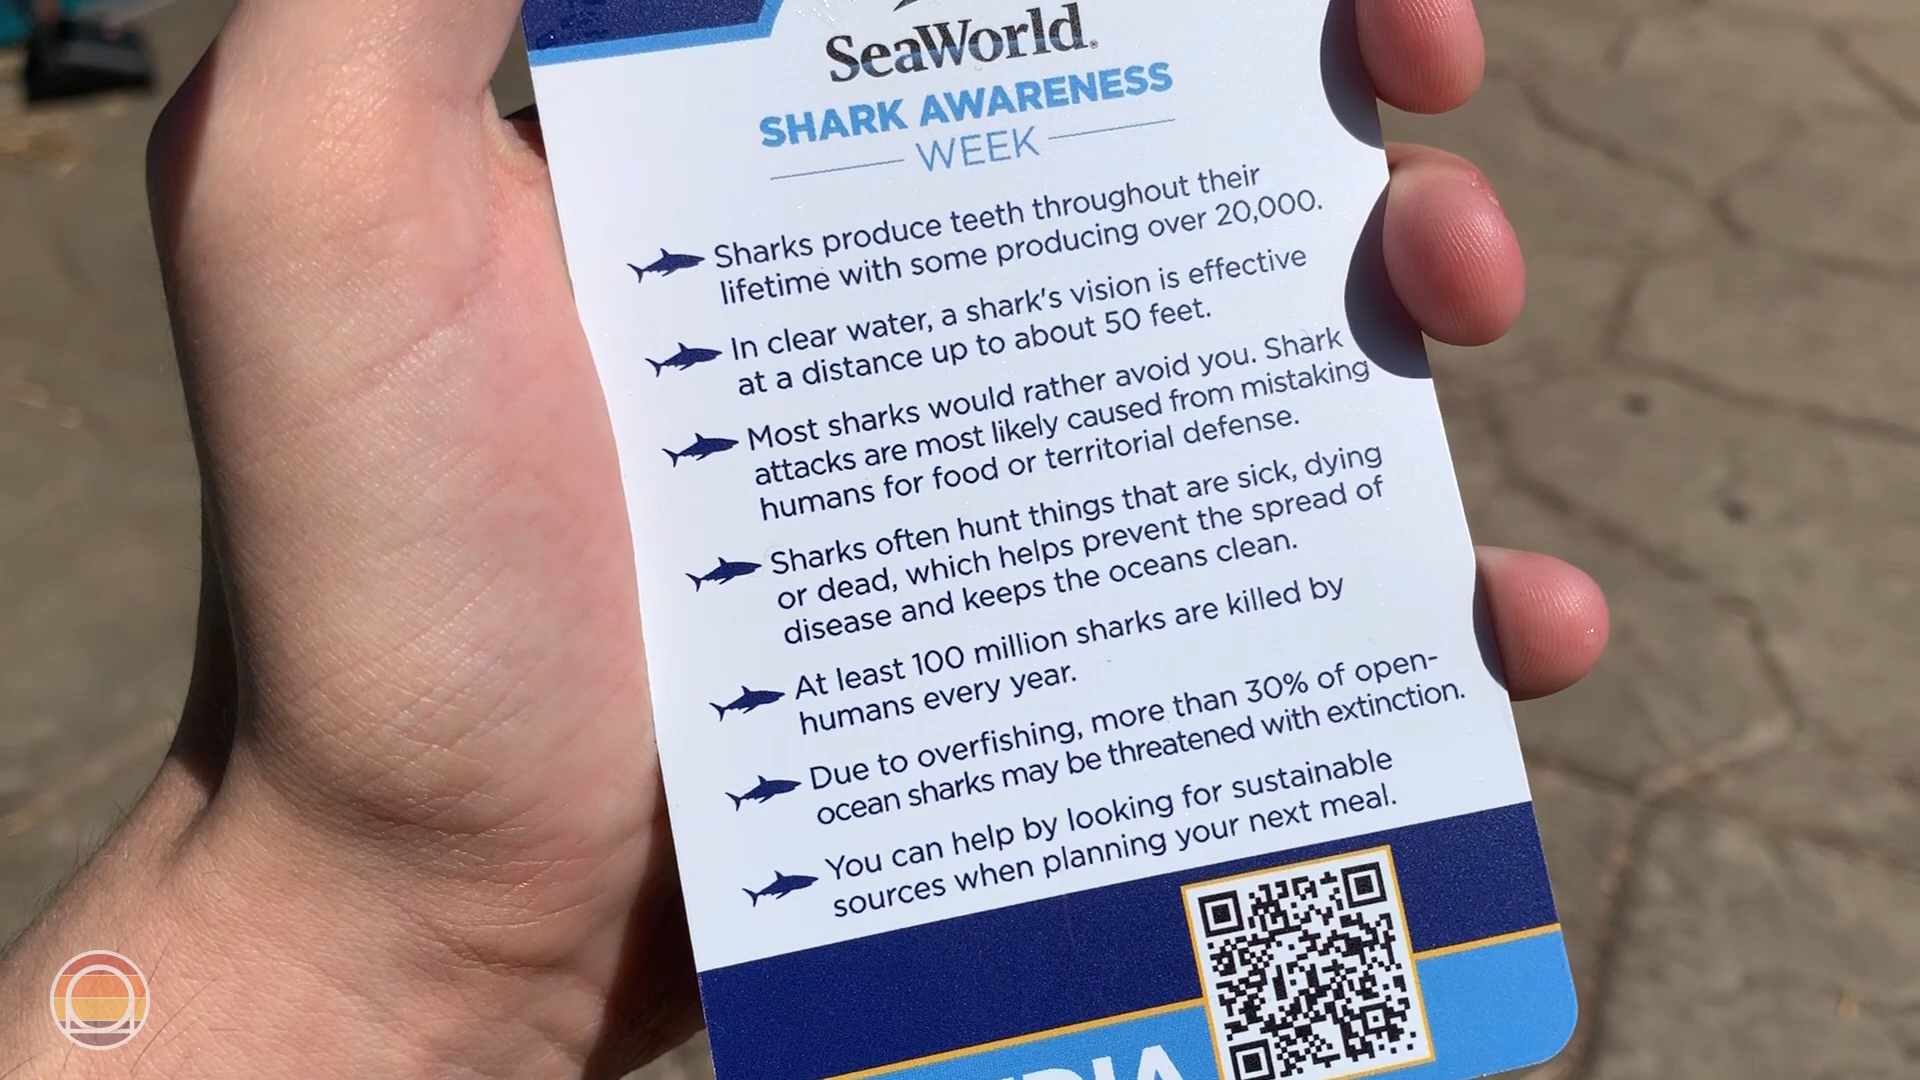 SeaWorld®
SHARK AWARENESS
WEEK
Sharks produce teeth throughout their
lifetime with some producing over 20,000.
In clear water, a shark's vision is effective
at a distance up to about 50 feet.
Most sharks would rather avoid you. Shark
attacks are most likely caused from mistaking
humans for food or territorial defense.
Sharks often hunt things that are sick, dying
or dead, which helps prevent the spread of
disease and keeps the oceans clean.
At least 100 million sharks are killed by
humans every year.
Due to overfishing, more than 30% of open-
ocean sharks may be threatened with extinction.
You can help by looking for sustainable
sources when planning your next meal.